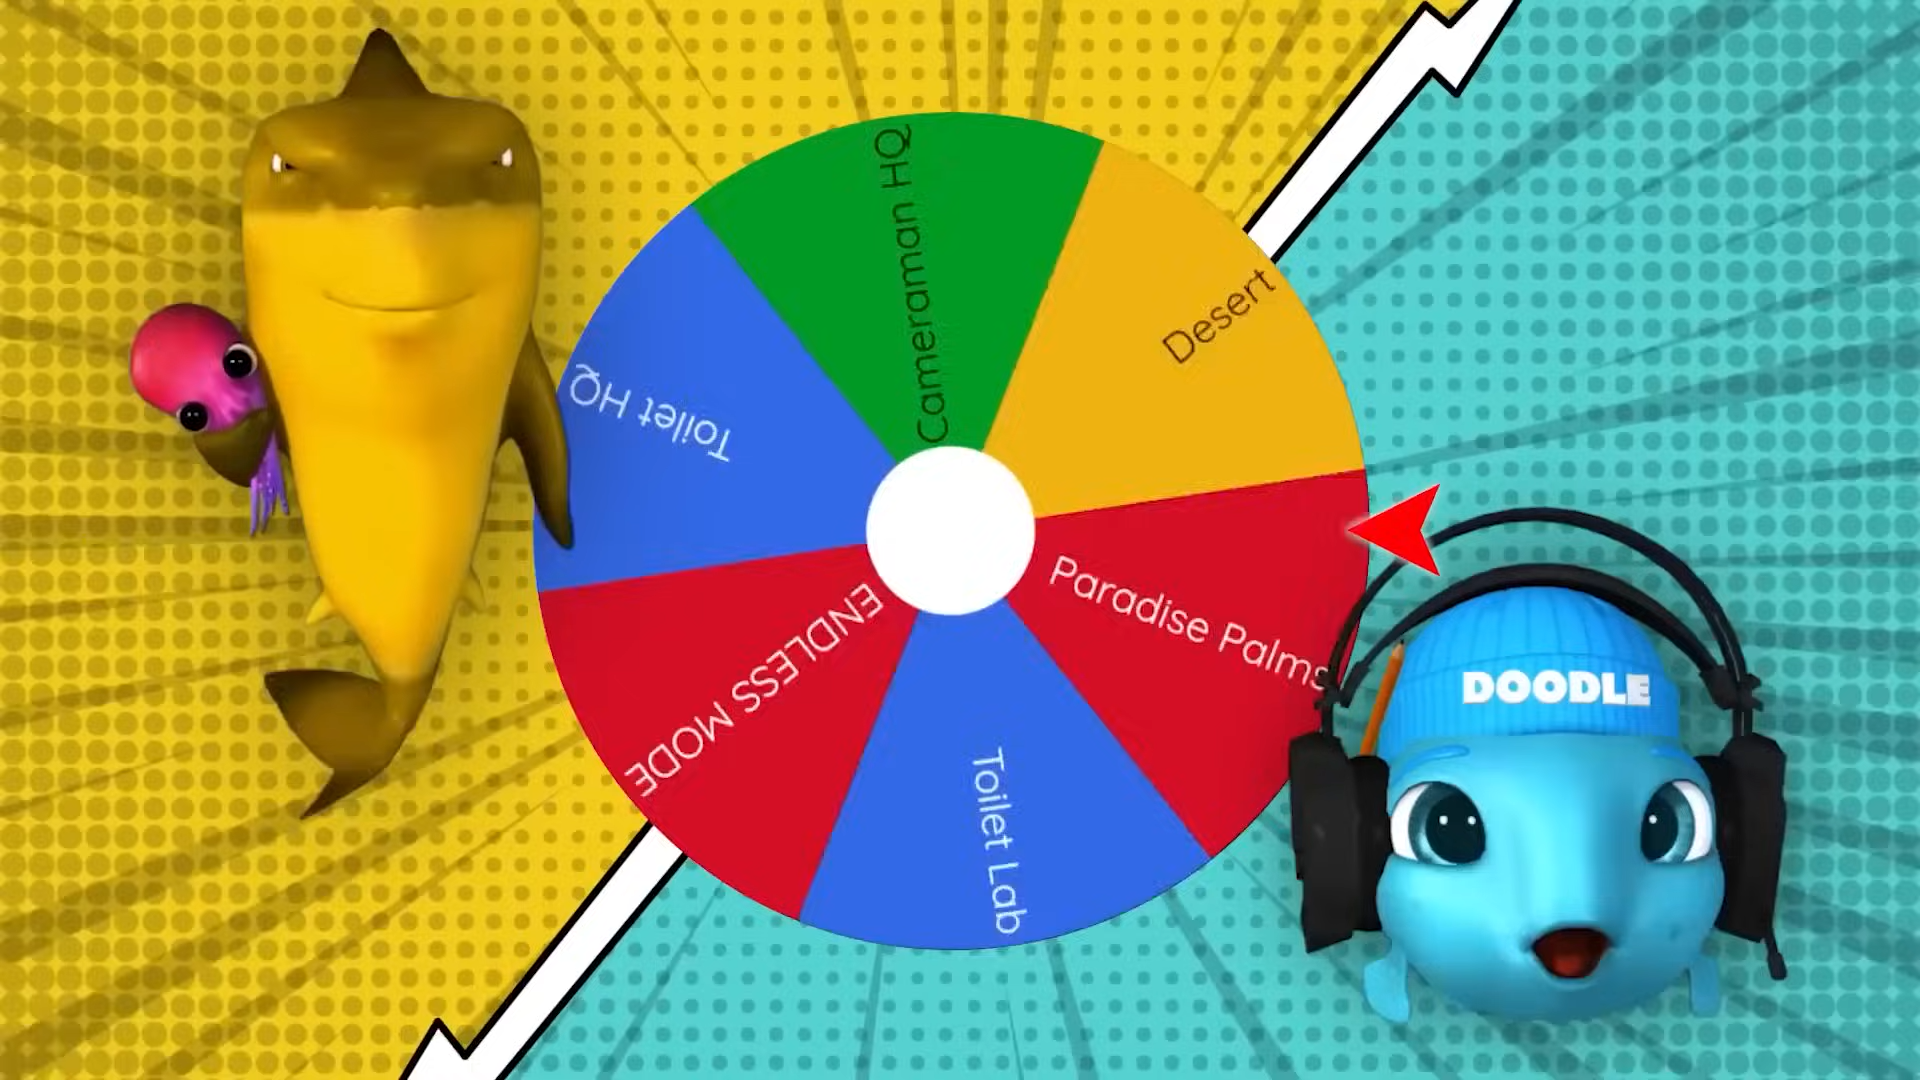 Cameraman HQ
Desert
Toilet HQ
Paradise Palms
ENDLESS MODE
DOODLE
Toilet Lab